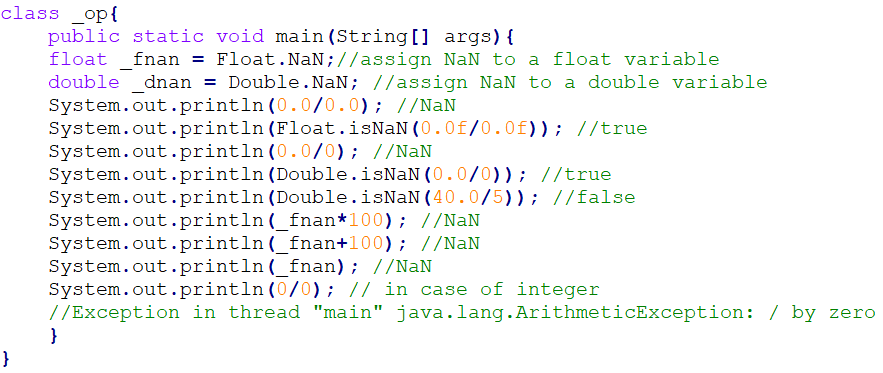 class _op{
    public static void main(String[] args){
    float _fnan = Float.NaN;//assign NaN to a float variable
    double _dnan = Double.NaN; //assign NaN to a double variable
    System.out.println(0.0/0.0); //NaN
    System.out.println(Float.isNaN(0.0f/0.0f)); //true
    System.out.println(0.0/0); //NaN
    System.out.println(Double.isNaN(0.0/0)); //true
    System.out.println(Double.isNaN(40.0/5)); //false
    System.out.println(_fnan*100); //NaN
    System.out.println(_fnan+100); //NaN
    System.out.println(_fnan); //NaN
    System.out.println(0/0); // in case of integer
    //Exception in thread "main" java.lang.ArithmeticException: / by zero
    }
}